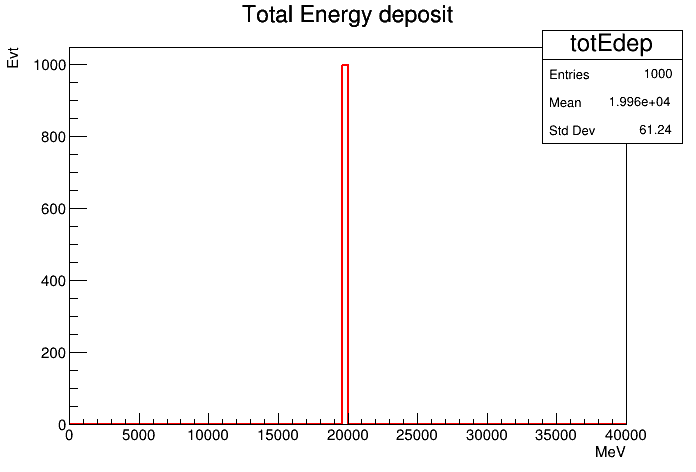 Total Energy deposit
totEdep
Entries 1000
Mean 1.996e+04
Std Dev 61.24
Evt
1000
800
600
400
200
0
0 5000 10000 15000 20000 25000 30000 35000 40000
MeV